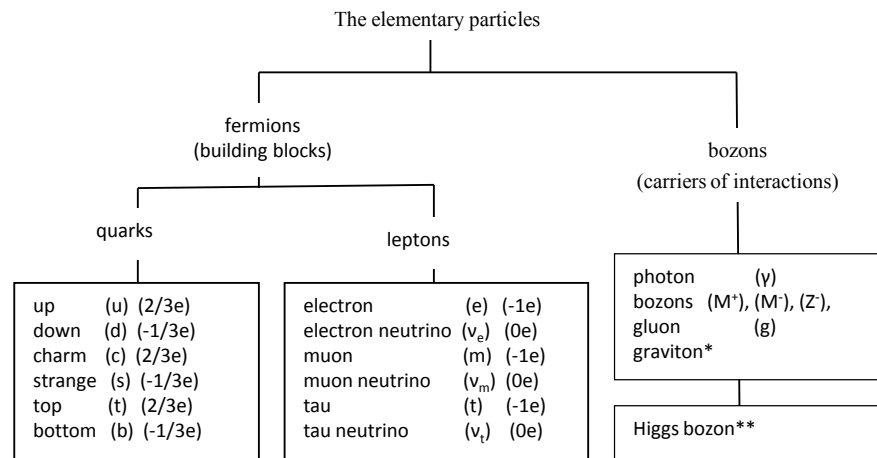 The elementary particles
fermions
(building blocks)
bozons
(carriers of interactions)
quarks
leptons
up (u) (2/3e)
down (d) (-1/3e)
charm (c) (2/3e)
strange (s) (-1/3e)
top (t) (2/3e)
bottom (b) (-1/3e)
electron (e) (-1e)
electron neutrino (νₑ) (0e)
muon (m) (-1e)
muon neutrino (νₘ) (0e)
tau (t) (-1e)
tau neutrino (νₜ) (0e)
photon (γ)
bozons (M⁺), (M⁻), (Z⁻),
gluon (g)
graviton*
Higgs bozon**